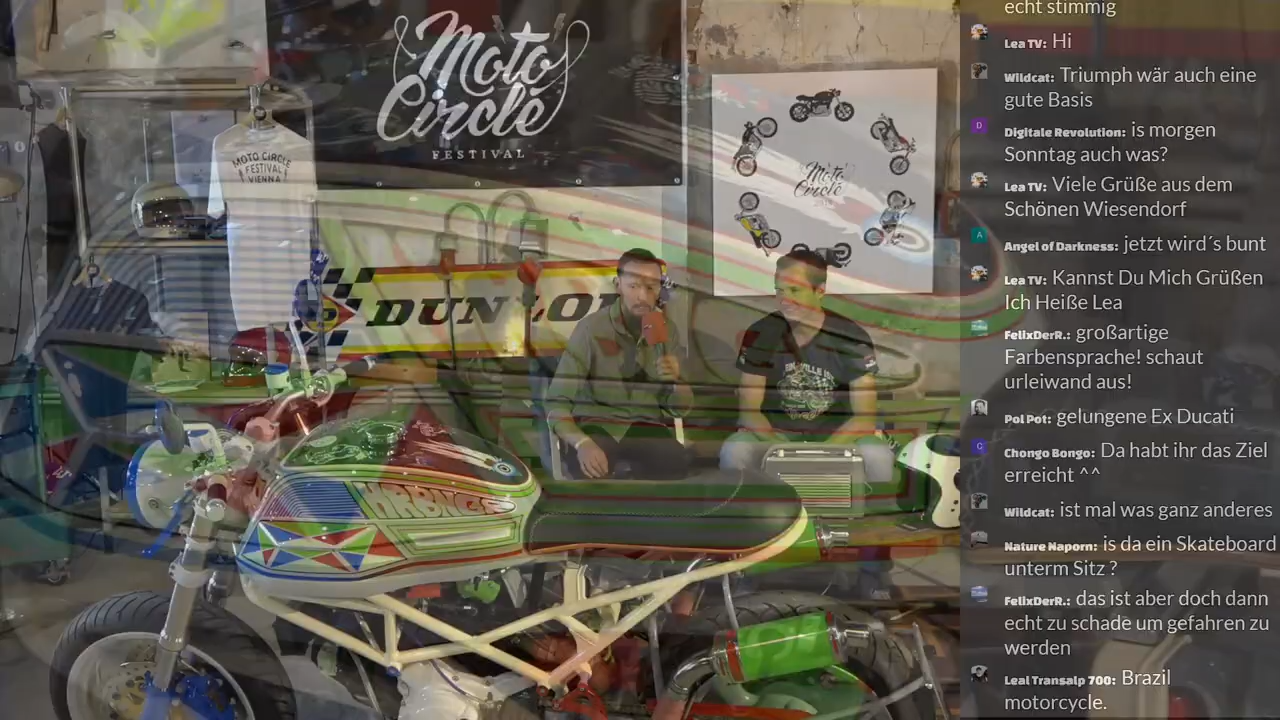 Moto
Circle
FESTIVAL
MOTO CIRCLE
FESTIVAL
VIENNA
Moto
Circle
DUNLOP
echt stimmig
Lea TV: Hi
Wildcat: Triumph wär auch eine
gute Basis
Digitale Revolution: is morgen
Sonntag auch was?
Lea TV: Viele Grüße aus dem
Schönen Wiesendorf
Angel of Darkness: jetzt wird´s bunt
Lea TV: Kannst Du Mich Grüßen
Ich Heiße Lea
FelixDerR.: großartige
Farbensprache! schaut
urleiwand aus!
Pol Pot: gelungene Ex Ducati
Chongo Bongo: Da habt ihr das Ziel
erreicht ^^
Wildcat: ist mal was ganz anderes
Nature Naporn: is da ein Skateboard
unterm Sitz ?
FelixDerR.: das ist aber doch dann
echt zu schade um gefahren zu
werden
Leal Transalp 700: Brazil
motorcycle.